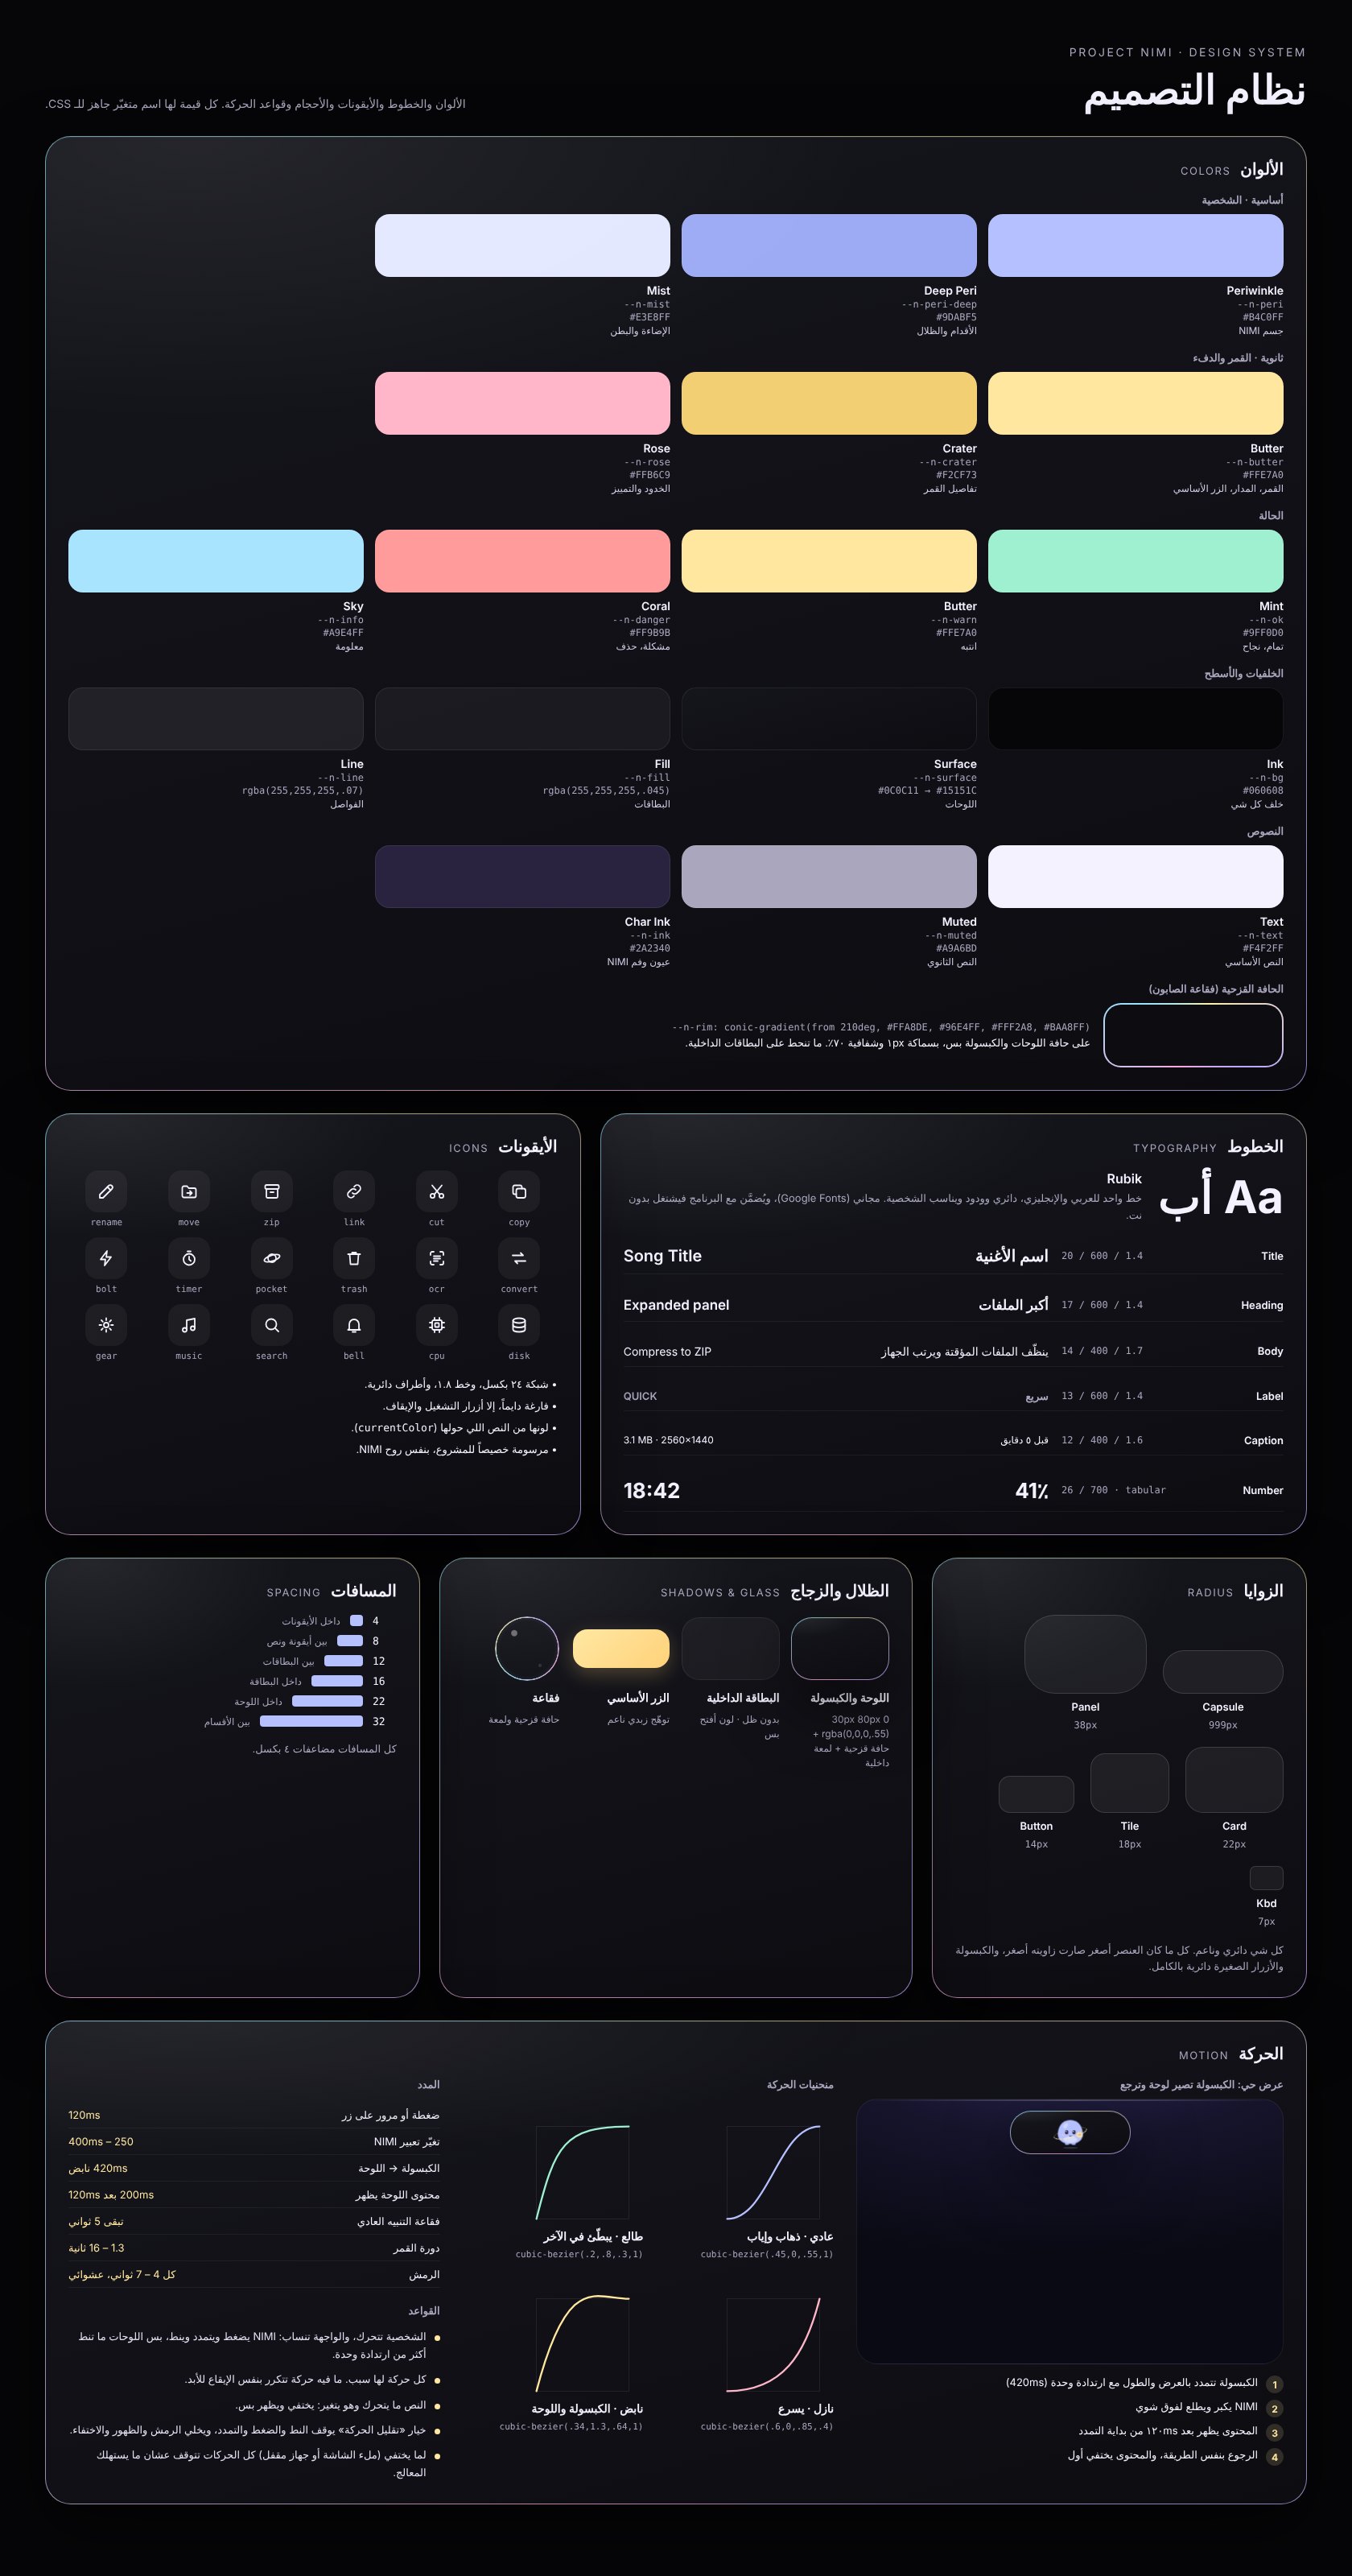 PROJECT NIMI · DESIGN SYSTEM
نظام التصميم
الألوان والخطوط والأيقونات والأحجام وقواعد الحركة. كل قيمة لها اسم متغيّر جاهز للـ CSS.
الألوان COLORS
أساسية · الشخصية
Periwinkle
--n-peri
#B4C0FF
جسم NIMI
Deep Peri
--n-peri-deep
#9DABF5
الأقدام والظلال
Mist
--n-mist
#E3E8FF
الإضاءة والبطن
ثانوية · القمر والدفء
Butter
--n-butter
#FFE7A0
القمر، المدار، الزر الأساسي
Crater
--n-crater
#F2CF73
تفاصيل القمر
Rose
--n-rose
#FFB6C9
الخدود والتمييز
الحالة
Mint
--n-ok
#9FF0D0
تمام، نجاح
Butter
--n-warn
#FFE7A0
انتبه
Coral
--n-danger
#FF9B9B
مشكلة، حذف
Sky
--n-info
#A9E4FF
معلومة
الخلفيات والأسطح
Ink
--n-bg
#060608
خلف كل شي
Surface
--n-surface
#0C0C11 → #15151C
اللوحات
Fill
--n-fill
rgba(255,255,255,.045)
البطاقات
Line
--n-line
rgba(255,255,255,.07)
الفواصل
النصوص
Text
--n-text
#F4F2FF
النص الأساسي
Muted
--n-muted
#A9A6BD
النص الثانوي
Char Ink
--n-ink
#2A2340
عيون وفم NIMI
الحافة القزحية (فقاعة الصابون)
--n-rim: conic-gradient(from 210deg, #FFA8DE, #96E4FF, #FFF2A8, #BAA8FF)
على حافة اللوحات والكبسولة بس، بسماكة ١px وشفافية ٧٠٪. ما تنحط على البطاقات الداخلية.
الخطوط TYPOGRAPHY
Aa أب
Rubik
خط واحد للعربي والإنجليزي، دائري وودود ويناسب الشخصية. مجاني (Google Fonts)، ويُضمَّن مع البرنامج فيشتغل بدون
نت.
Title 20 / 600 / 1.4 اسم الأغنية Song Title
Heading 17 / 600 / 1.4 أكبر الملفات Expanded panel
Body 14 / 400 / 1.7 ينظّف الملفات المؤقتة ويرتب الجهاز Compress to ZIP
Label 13 / 600 / 1.4 سريع QUICK
Caption 12 / 400 / 1.6 قبل ٥ دقايق 3.1 MB · 2560×1440
Number 26 / 700 · tabular 41٪ 18:42
الأيقونات ICONS
copy cut link zip move rename
convert ocr trash pocket timer bolt
disk cpu bell search music gear
• شبكة ٢٤ بكسل، وخط ١.٨، وأطراف دائرية.
• فارغة دايماً، إلا أزرار التشغيل والإيقاف.
• لونها من النص اللي حولها (currentColor).
• مرسومة خصيصاً للمشروع، بنفس روح NIMI.
الزوايا RADIUS
Capsule
999px
Panel
38px
Card
22px
Tile
18px
Button
14px
Kbd
7px
كل شي دائري وناعم. كل ما كان العنصر أصغر صارت زاويته أصغر، والكبسولة
والأزرار الصغيرة دائرية بالكامل.
الظلال والزجاج SHADOWS & GLASS
اللوحة والكبسولة
30px 80px 0
rgba(0,0,0,.55) +
حافة قزحية + لمعة
داخلية
البطاقة الداخلية
بدون ظل · لون أفتح
بس
الزر الأساسي
توهّج زبدي ناعم
فقاعة
حافة قزحية ولمعة
المسافات SPACING
4 داخل الأيقونات
8 بين أيقونة ونص
12 بين البطاقات
16 داخل البطاقة
22 داخل اللوحة
32 بين الأقسام
كل المسافات مضاعفات ٤ بكسل.
الحركة MOTION
عرض حي: الكبسولة تصير لوحة وترجع
1 الكبسولة تتمدد بالعرض والطول مع ارتدادة وحدة (420ms)
2 NIMI يكبر ويطلع لفوق شوي
3 المحتوى يظهر بعد ١٢٠ms من بداية التمدد
4 الرجوع بنفس الطريقة، والمحتوى يختفي أول
منحنيات الحركة
عادي · ذهاب وإياب
cubic-bezier(.45,0,.55,1)
طالع · يبطّئ في الآخر
cubic-bezier(.2,.8,.3,1)
نازل · يسرع
cubic-bezier(.6,0,.85,.4)
نابض · الكبسولة واللوحة
cubic-bezier(.34,1.3,.64,1)
المدد
ضغطة أو مرور على زر 120ms
تغيّر تعبير NIMI 400ms – 250
الكبسولة → اللوحة 420ms نابض
محتوى اللوحة يظهر 200ms بعد 120ms
فقاعة التنبيه العادي تبقى 5 ثواني
دورة القمر 1.3 – 16 ثانية
الرمش كل 4 – 7 ثواني، عشوائي
القواعد
الشخصية تتحرك، والواجهة تنساب: NIMI يضغط ويتمدد وينط، بس اللوحات ما تنط
أكثر من ارتدادة وحدة.
كل حركة لها سبب. ما فيه حركة تتكرر بنفس الإيقاع للأبد.
النص ما يتحرك وهو يتغير: يختفي ويظهر بس.
خيار «تقليل الحركة» يوقف النط والضغط والتمدد، ويخلي الرمش والظهور والاختفاء.
لما يختفي (ملء الشاشة أو جهاز مقفل) كل الحركات تتوقف عشان ما يستهلك
المعالج.